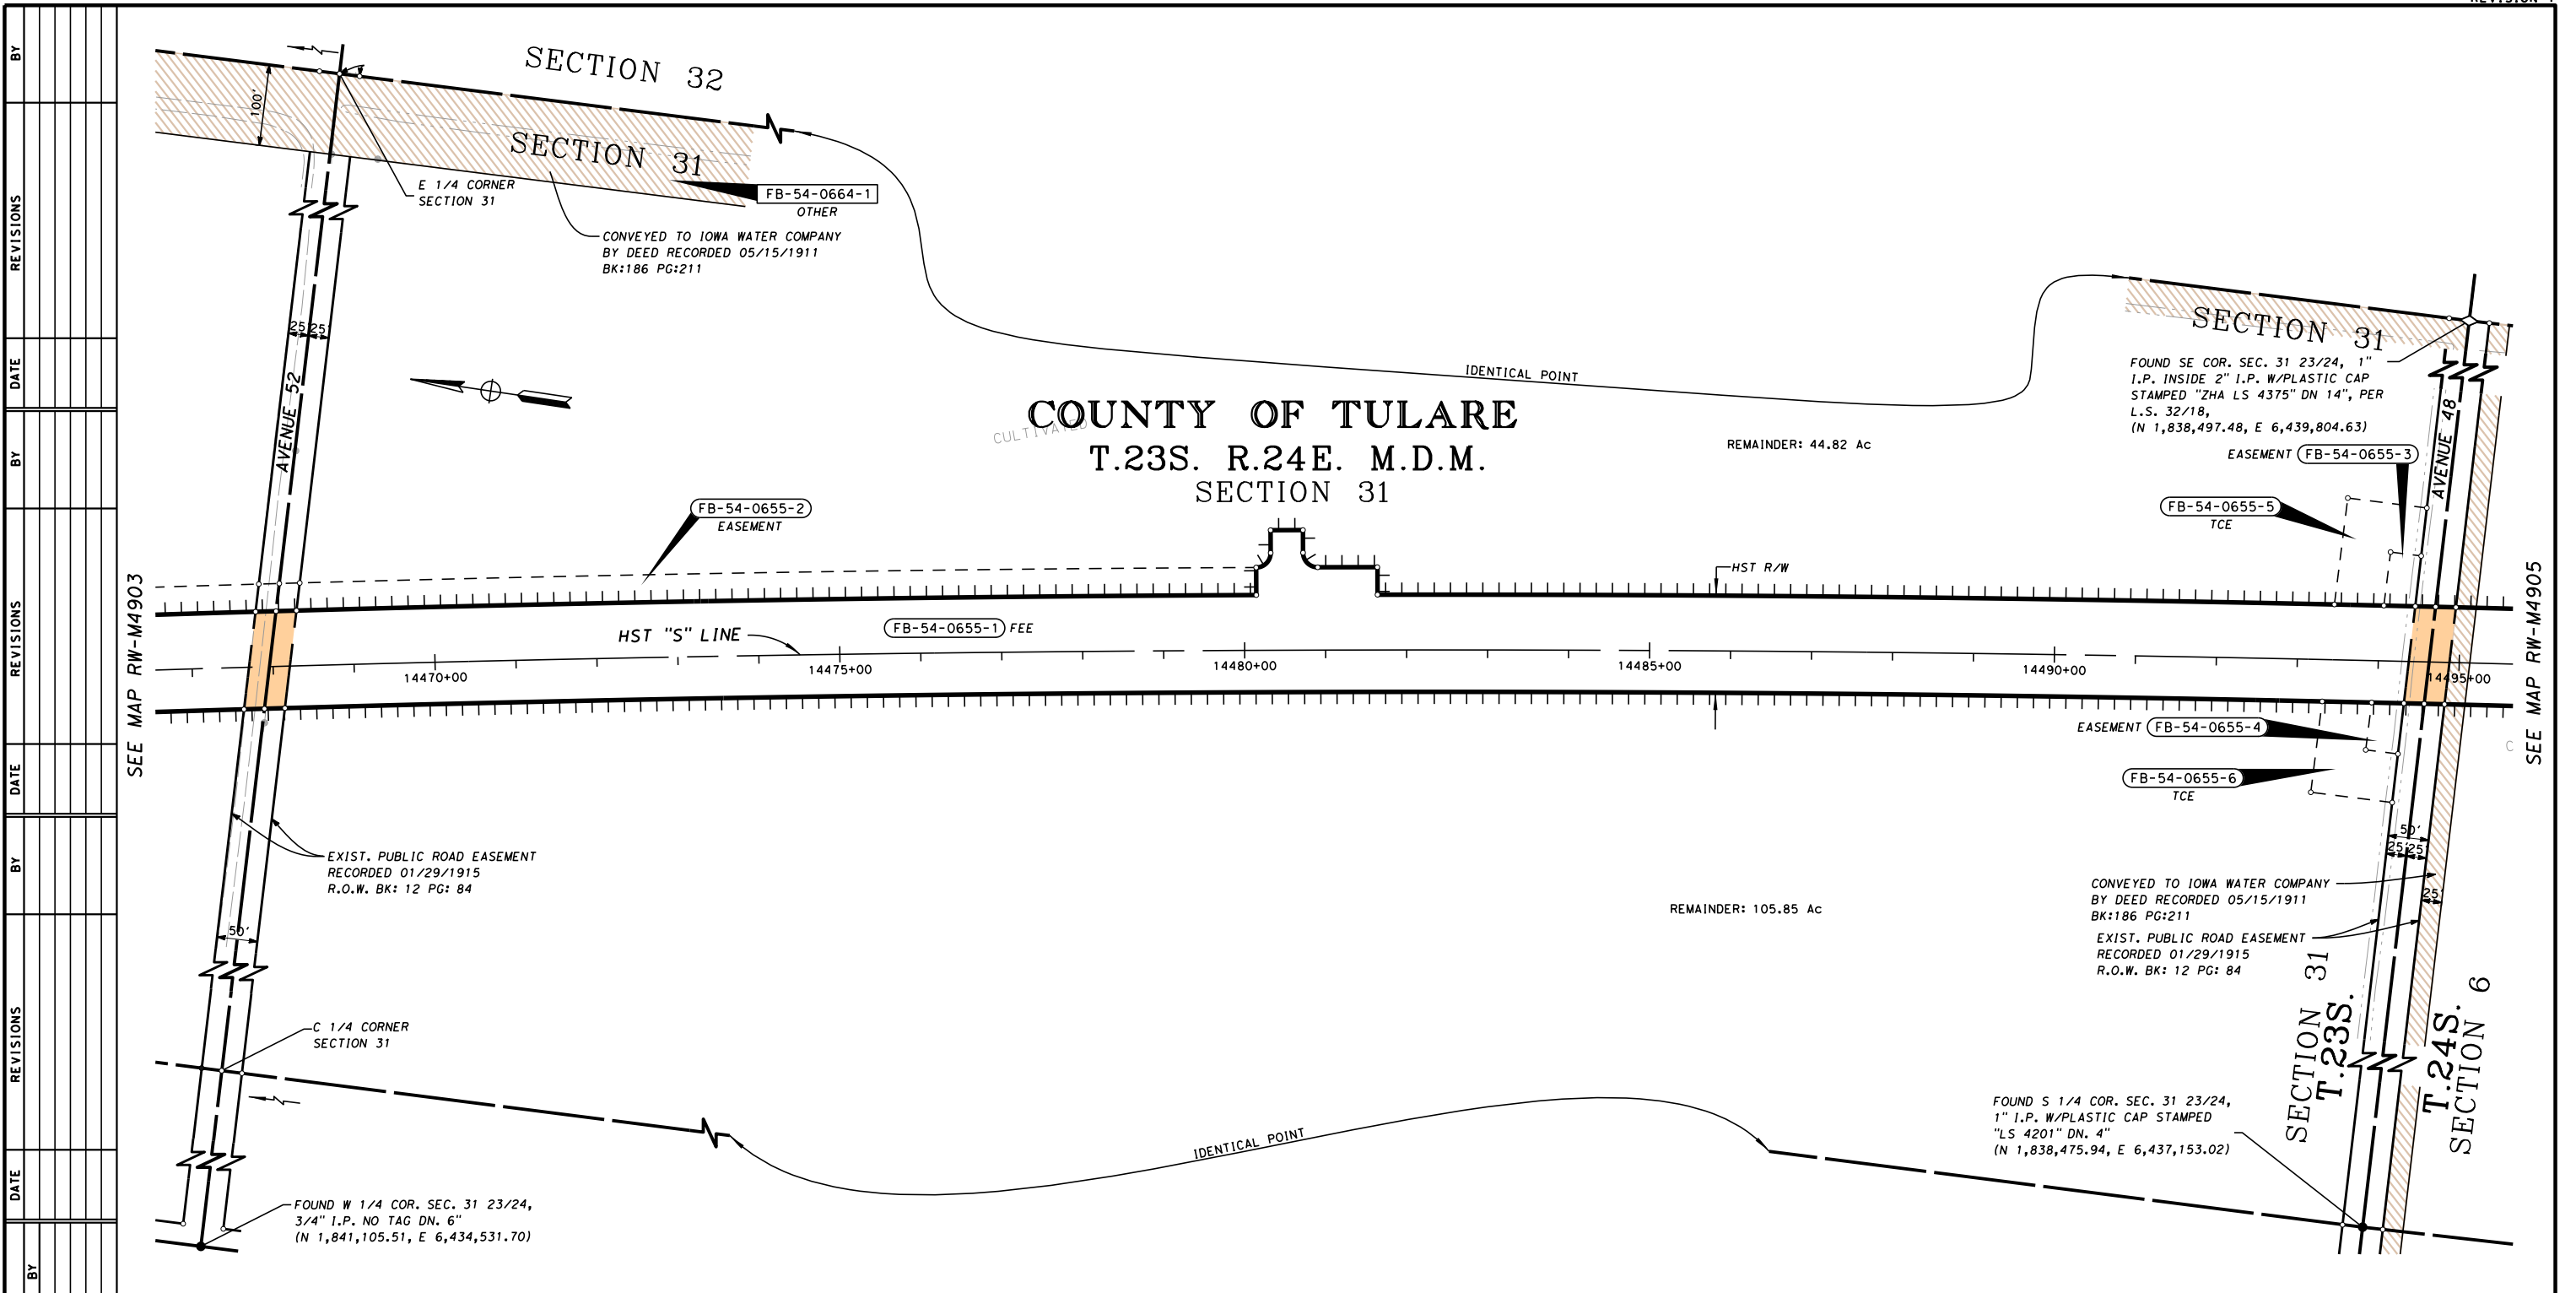 REVISION
BY
REVISIONS
DATE
BY
REVISIONS
DATE
BY
REVISIONS
DATE
BY
SECTION 32
100'
SECTION 31
E 1/4 CORNER
SECTION 31
FB-54-0664-1
OTHER
CONVEYED TO IOWA WATER COMPANY
BY DEED RECORDED 05/15/1911
BK:186 PG:211
25' 25'
AVENUE 52
IDENTICAL POINT
COUNTY OF TULARE
CULTIVATED
T.23S. R.24E. M.D.M.
SECTION 31
REMAINDER: 44.82 Ac
SECTION 31
FOUND SE COR. SEC. 31 23/24, 1"
I.P. INSIDE 2" I.P. W/PLASTIC CAP
STAMPED "ZHA LS 4375" DN 14", PER
L.S. 32/18,
(N 1,838,497.48, E 6,439,804.63)
EASEMENT FB-54-0655-3
AVENUE 48
FB-54-0655-5
TCE
FB-54-0655-2
EASEMENT
SEE MAP RW-M4903
HST R/W
HST "S" LINE
FB-54-0655-1 FEE
14470+00
14475+00
14480+00
14485+00
14490+00
14495+00
SEE MAP RW-M4905
EASEMENT FB-54-0655-4
C
FB-54-0655-6
TCE
50'
25' 25'
EXIST. PUBLIC ROAD EASEMENT
RECORDED 01/29/1915
R.O.W. BK: 12 PG: 84
50'
REMAINDER: 105.85 Ac
CONVEYED TO IOWA WATER COMPANY
BY DEED RECORDED 05/15/1911
BK:186 PG:211
25'
EXIST. PUBLIC ROAD EASEMENT
RECORDED 01/29/1915
R.O.W. BK: 12 PG: 84
SECTION 31
T.23S.
T.24S.
SECTION 6
C 1/4 CORNER
SECTION 31
IDENTICAL POINT
FOUND S 1/4 COR. SEC. 31 23/24,
1" I.P. W/PLASTIC CAP STAMPED
"LS 4201" DN. 4"
(N 1,838,475.94, E 6,437,153.02)
FOUND W 1/4 COR. SEC. 31 23/24,
3/4" I.P. NO TAG DN. 6"
(N 1,841,105.51, E 6,434,531.70)